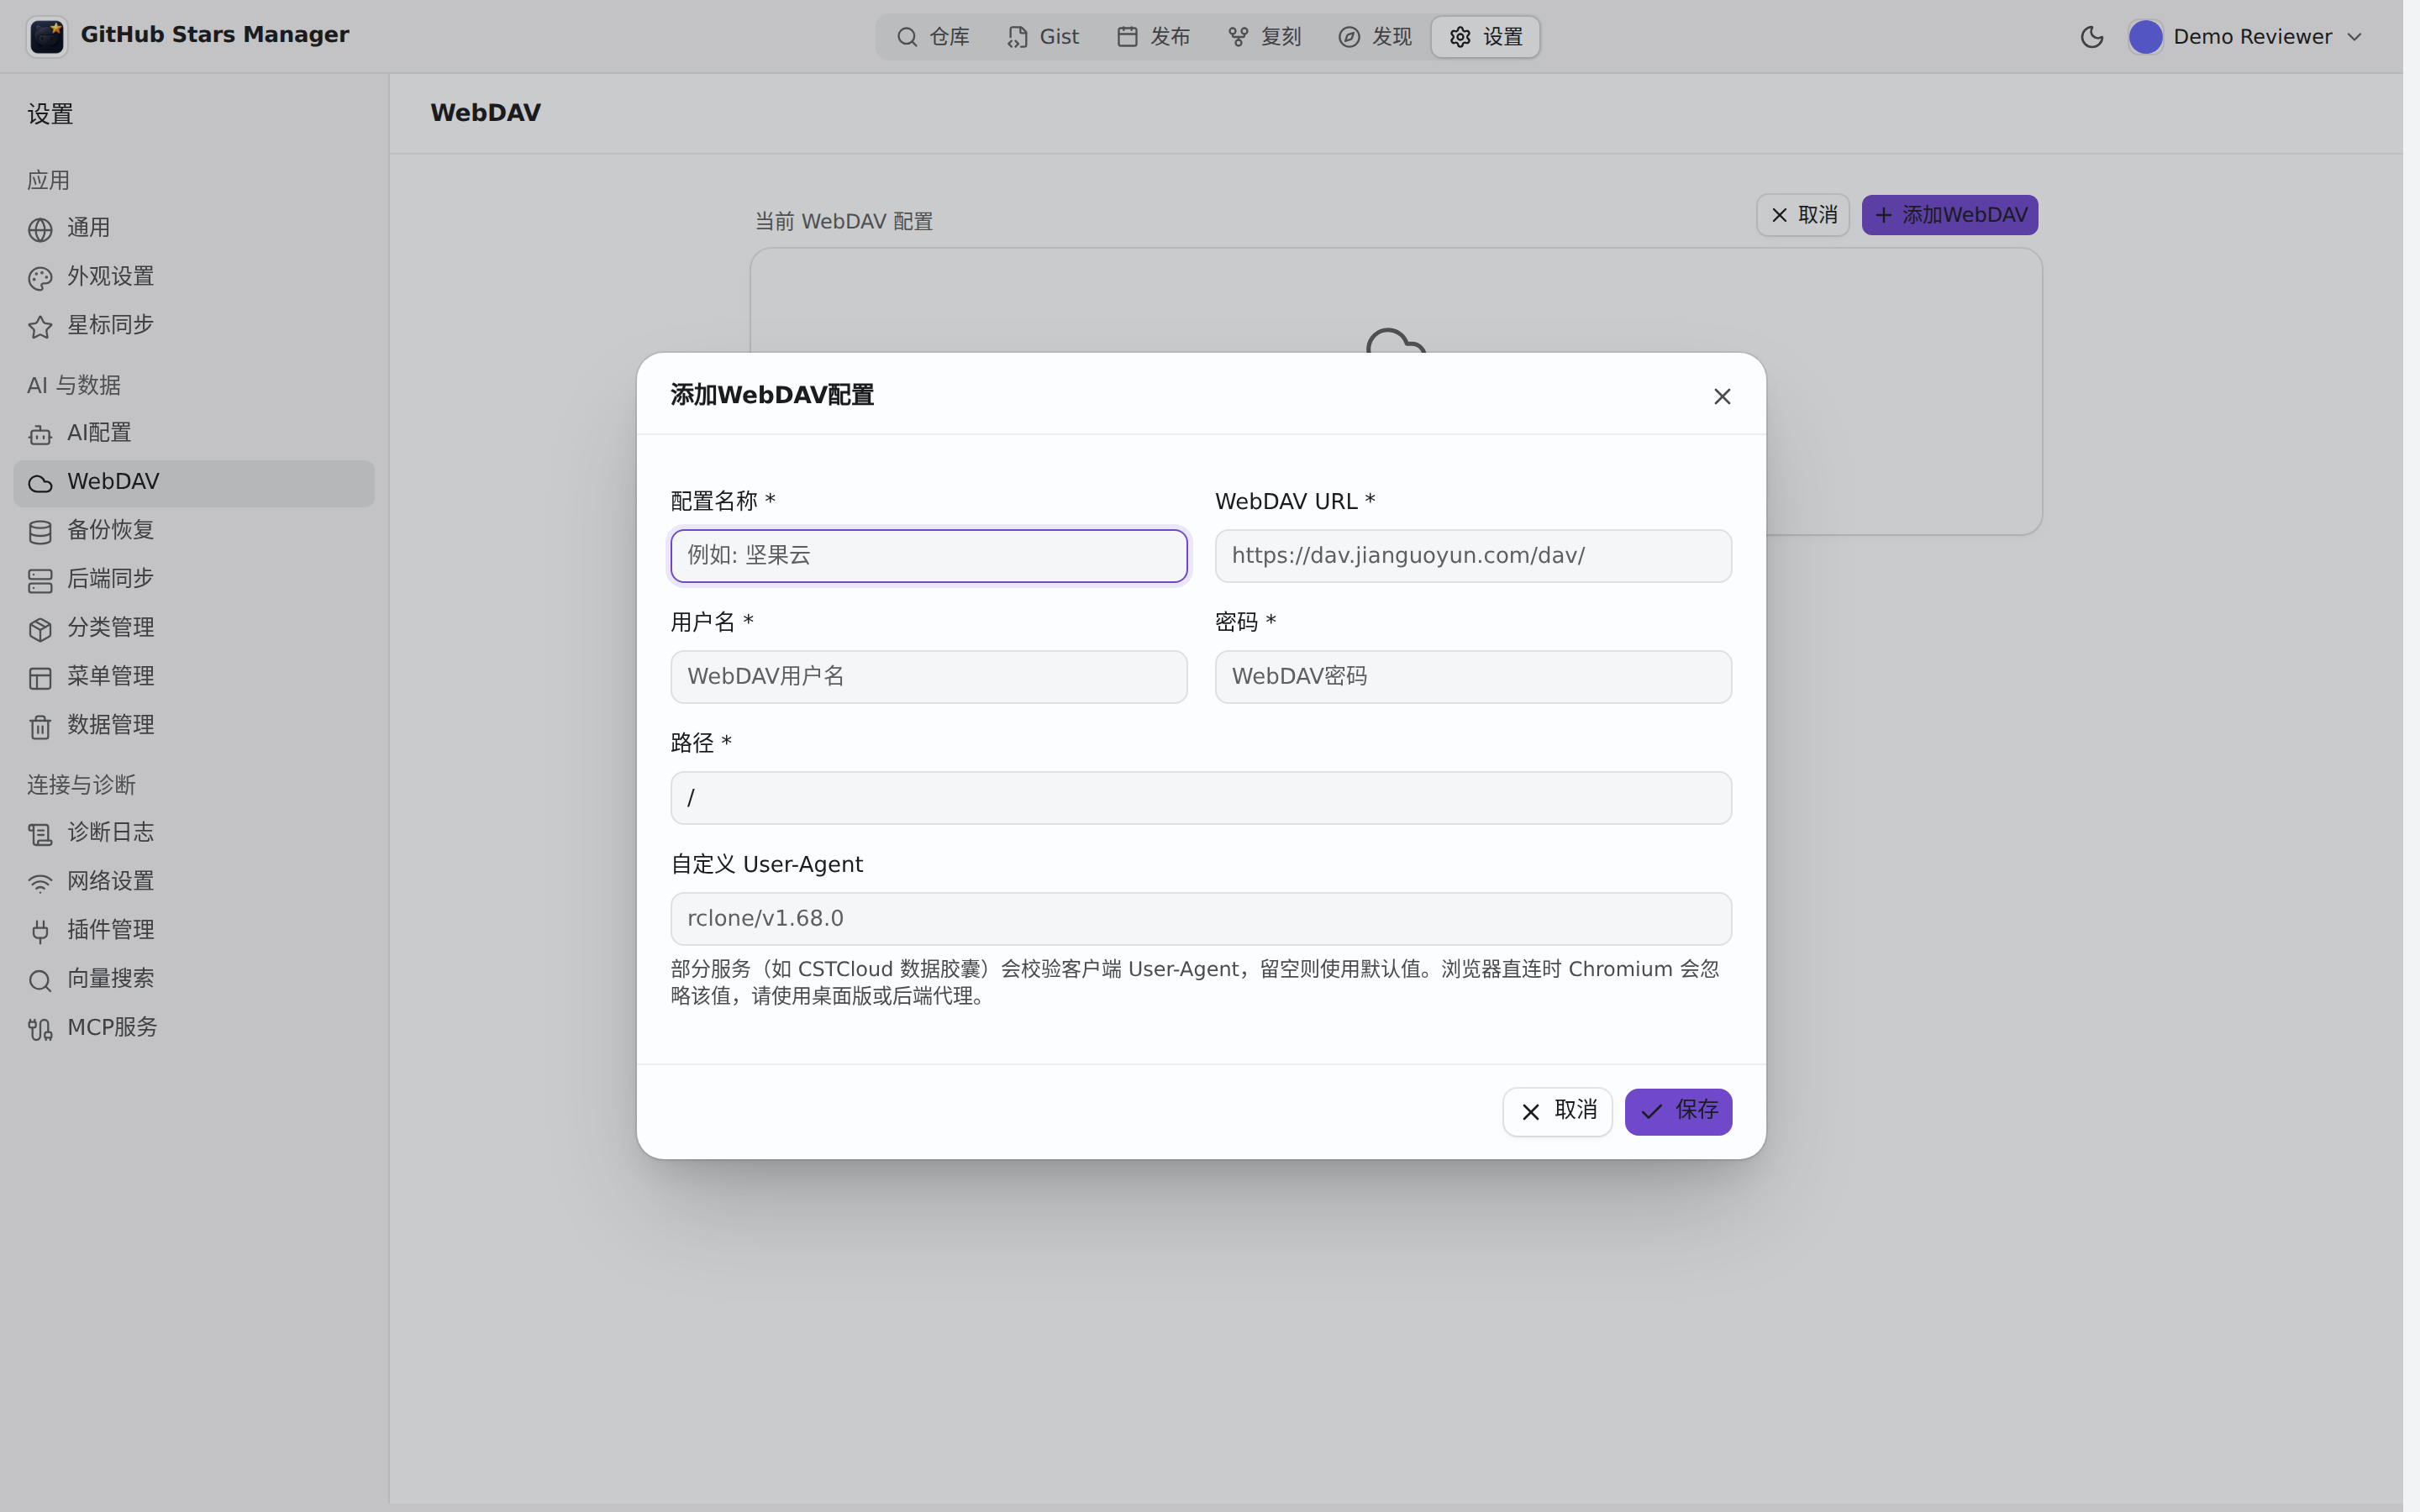 GitHub Stars Manager
仓库
Gist
发布
复刻
发现
设置
Demo Reviewer
设置
应用
通用
外观设置
星标同步
AI 与数据
AI配置
WebDAV
备份恢复
后端同步
分类管理
菜单管理
数据管理
连接与诊断
诊断日志
网络设置
插件管理
向量搜索
MCP服务
WebDAV
当前 WebDAV 配置
取消
添加WebDAV
添加WebDAV配置
配置名称 *
例如: 坚果云
WebDAV URL *
https://dav.jianguoyun.com/dav/
用户名 *
WebDAV用户名
密码 *
WebDAV密码
路径 *
/
自定义 User-Agent
rclone/v1.68.0
部分服务（如 CSTCloud 数据胶囊）会校验客户端 User-Agent，留空则使用默认值。浏览器直连时 Chromium 会忽
略该值，请使用桌面版或后端代理。
取消
保存